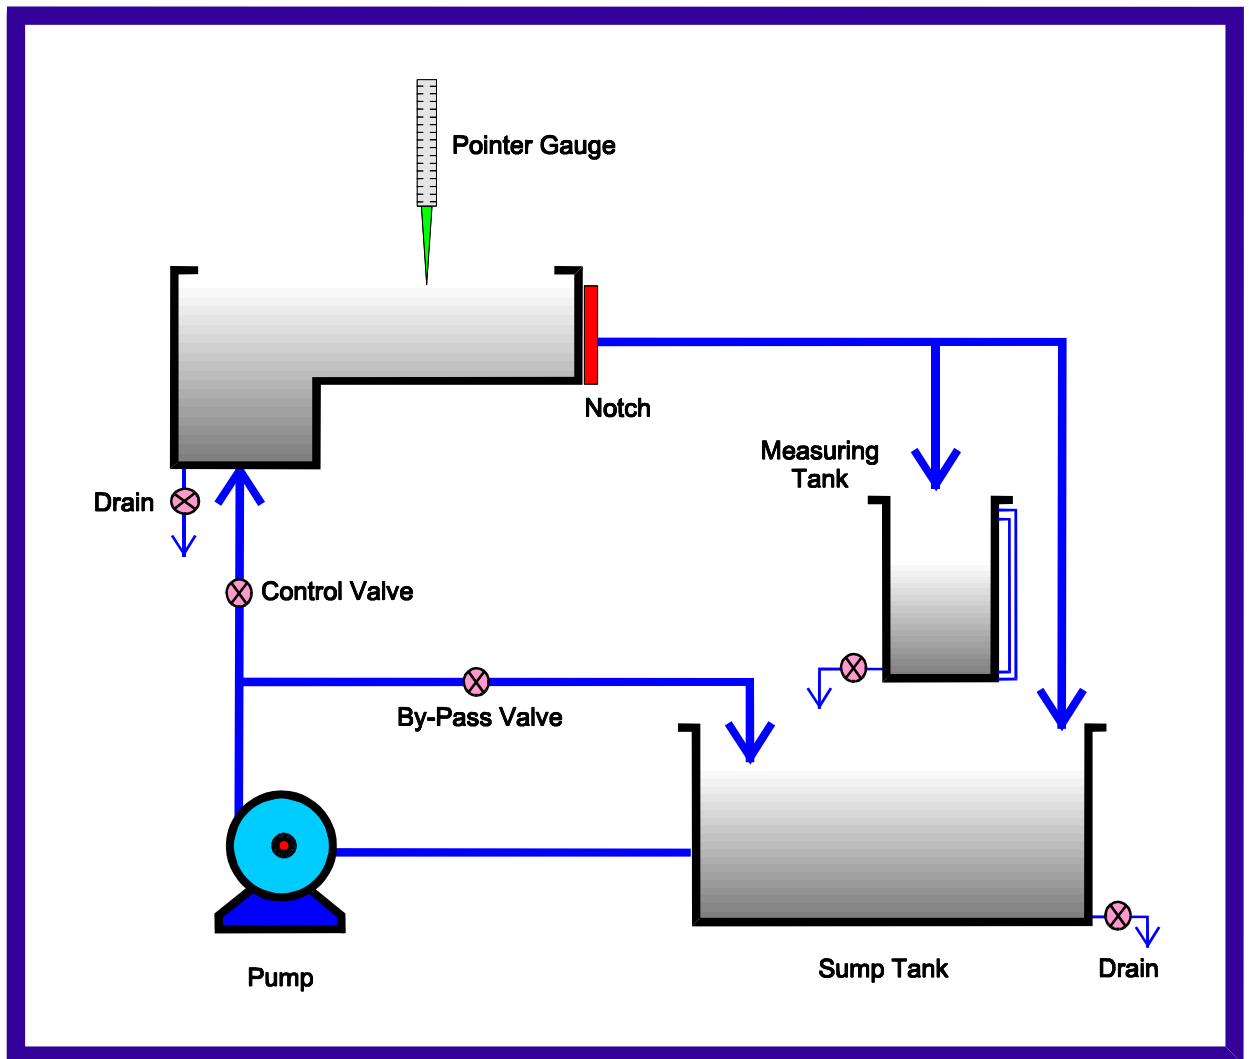 Pointer Gauge
Notch
Measuring
Tank
Drain
Control Valve
By-Pass Valve
Pump
Sump Tank
Drain